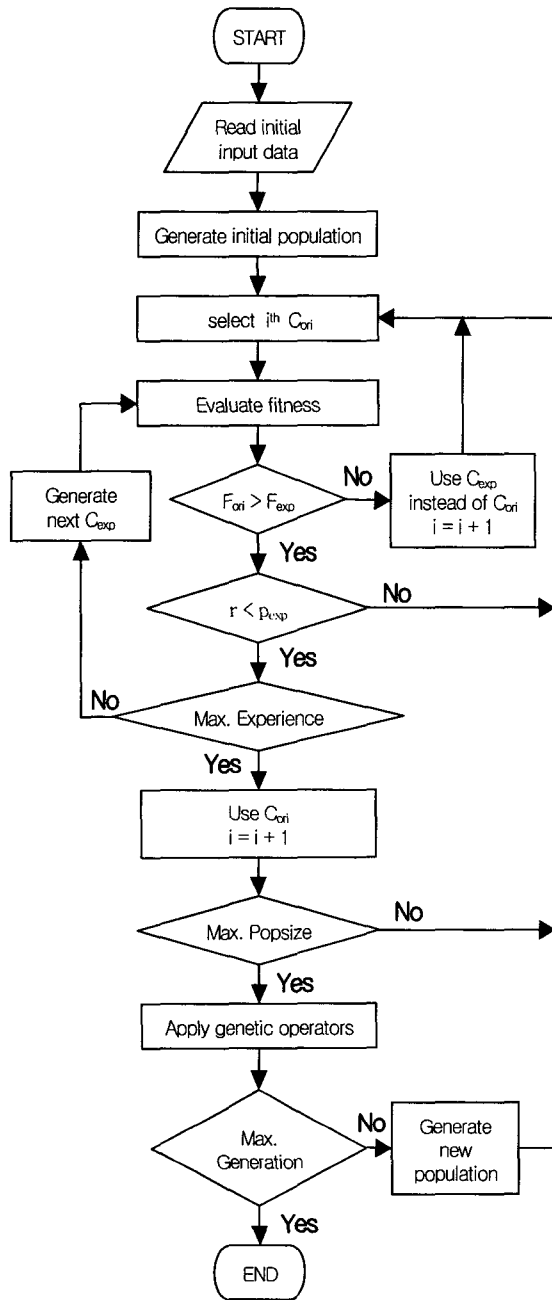 START
Read initial
input data
Generate initial population
select iᵗʰ Cori
Evaluate fitness
Generate
next Cexp
Fori > Fexp
No
Use Cexp
instead of Cori
i = i + 1
Yes
r < pexp
No
Yes
No
Max. Experience
Yes
Use Cori
i = i + 1
Max. Popsize
No
Yes
Apply genetic operators
Max.
Generation
No
Generate
new
population
Yes
END